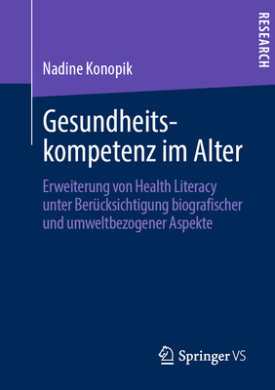 RESEARCH
Nadine Konopik
Gesundheits-
kompetenz im Alter
Erweiterung von Health Literacy
unter Berücksichtigung biografischer
und umweltbezogener Aspekte
Springer VS